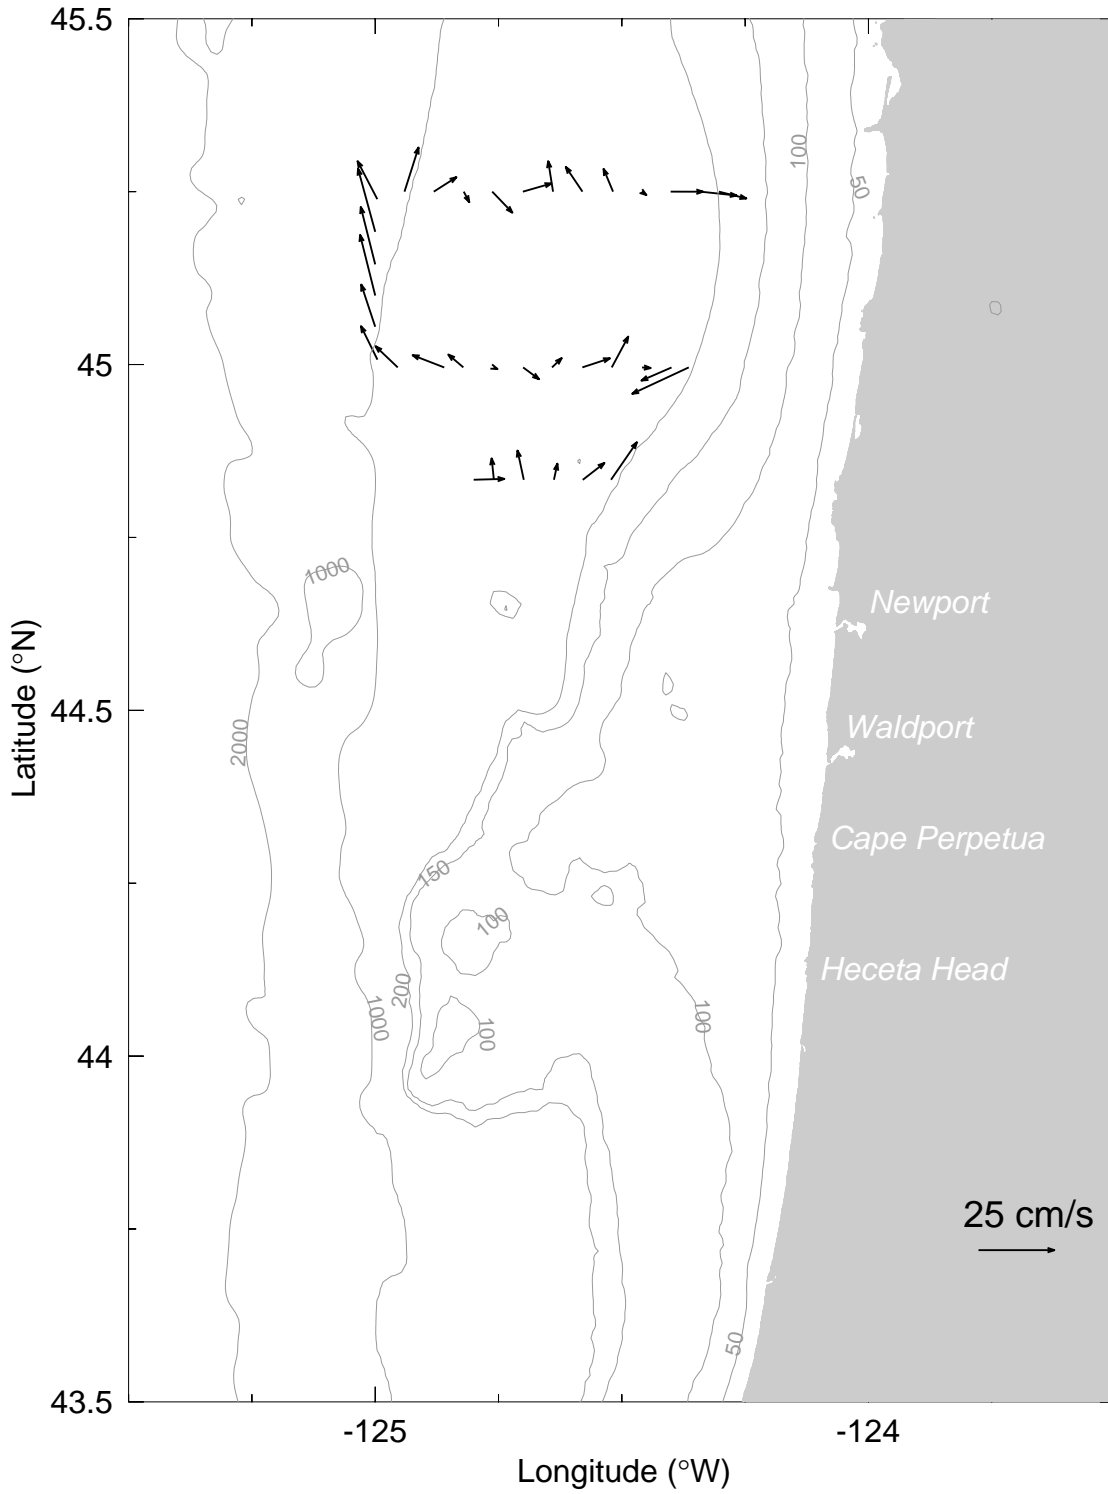 45.5
100
50
45
1000
Newport
Latitude (°N)
44.5
2000
Waldport
Cape Perpetua
150
100
Heceta Head
200
1000
100
100
44
25 cm/s
50
43.5
-125
-124
Longitude (°W)